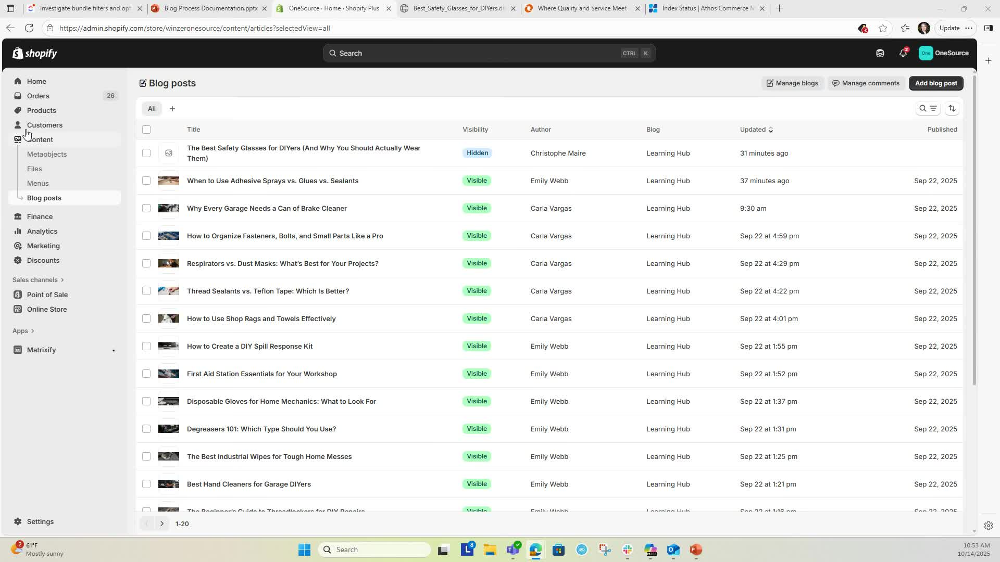 Investigate bundle filters and opti
Blog Process Documentation.pptx
OneSource · Home · Shopify Plus
Best_Safety_Glasses_for_DIYers.do
Where Quality and Service Meet
Index Status | Athos Commerce M
https://admin.shopify.com/store/winzeronesource/content/articles?selectedView=all
3
Update
shopify
Search
CTRL K
2
One
OneSource
Home
Orders 26
Products
Customers
Content
Metaobjects
Files
Menus
Blog posts
Finance
Analytics
Marketing
Discounts
Sales channels
Point of Sale
Online Store
Apps
Matrixify
Settings
Blog posts
Manage blogs
Manage comments
Add blog post
All
Title Visibility Author Blog Updated Published
The Best Safety Glasses for DIYers (And Why You Should Actually Wear
Them)
Hidden Christophe Maire Learning Hub 31 minutes ago
When to Use Adhesive Sprays vs. Glues vs. Sealants Visible Emily Webb Learning Hub 37 minutes ago Sep 22, 2025
Why Every Garage Needs a Can of Brake Cleaner Visible Carla Vargas Learning Hub 9:30 am Sep 22, 2025
How to Organize Fasteners, Bolts, and Small Parts Like a Pro Visible Carla Vargas Learning Hub Sep 22 at 4:59 pm Sep 22, 2025
Respirators vs. Dust Masks: What's Best for Your Projects? Visible Carla Vargas Learning Hub Sep 22 at 4:29 pm Sep 22, 2025
Thread Sealants vs. Teflon Tape: Which Is Better? Visible Carla Vargas Learning Hub Sep 22 at 4:22 pm Sep 22, 2025
How to Use Shop Rags and Towels Effectively Visible Carla Vargas Learning Hub Sep 22 at 4:01 pm Sep 22, 2025
How to Create a DIY Spill Response Kit Visible Emily Webb Learning Hub Sep 22 at 1:55 pm Sep 22, 2025
First Aid Station Essentials for Your Workshop Visible Emily Webb Learning Hub Sep 22 at 1:52 pm Sep 22, 2025
Disposable Gloves for Home Mechanics: What to Look For Visible Emily Webb Learning Hub Sep 22 at 1:37 pm Sep 22, 2025
Degreasers 101: Which Type Should You Use? Visible Emily Webb Learning Hub Sep 22 at 1:31 pm Sep 22, 2025
The Best Industrial Wipes for Tough Home Messes Visible Emily Webb Learning Hub Sep 22 at 1:25 pm Sep 22, 2025
Best Hand Cleaners for Garage DIYers Visible Emily Webb Learning Hub Sep 22 at 1:21 pm Sep 22, 2025
The Beginner's Guide to Threadlockers for DIY Repairs Visible Emily Webb Learning Hub Sep 22 at 1:16 pm Sep 22, 2025
1-20
2
61°F
Mostly sunny
Search
8
M365
10:53 AM
10/14/2025